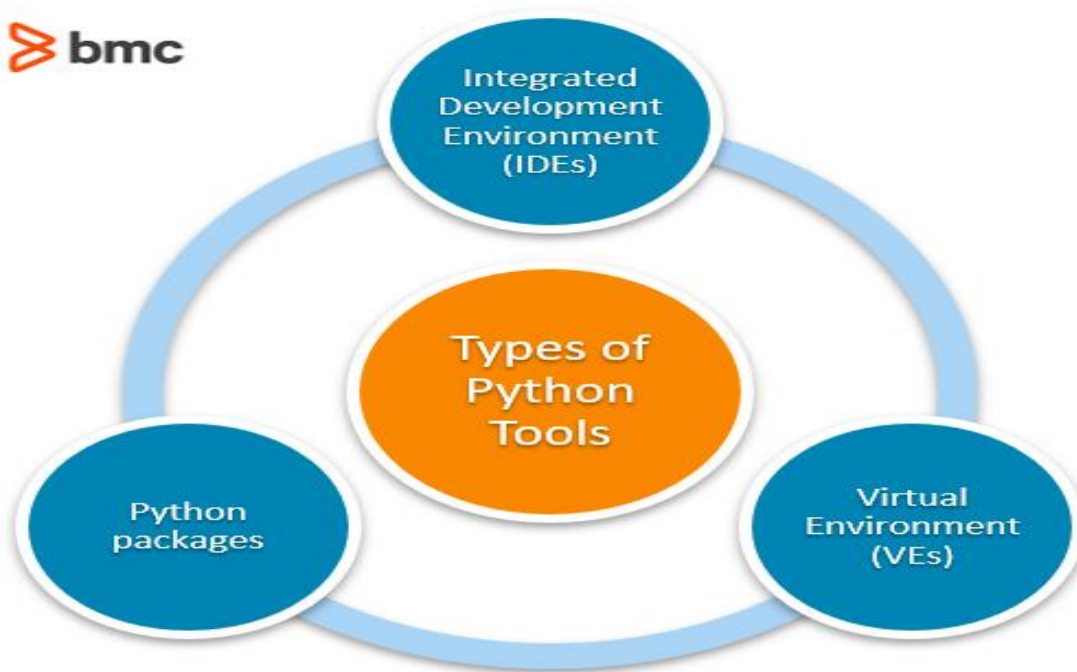 bmc
Integrated
Development
Environment
(IDEs)
Types of
Python
Tools
Python
packages
Virtual
Environment
(VEs)